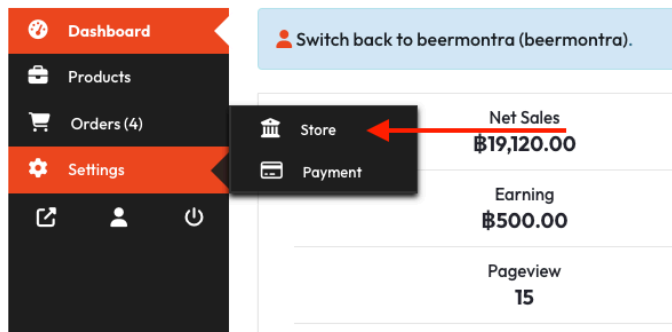 Dashboard
Products
Orders (4)
Settings
Store
Payment
Switch back to beermontra (beermontra).
Net Sales
฿19,120.00
Earning
฿500.00
Pageview
15